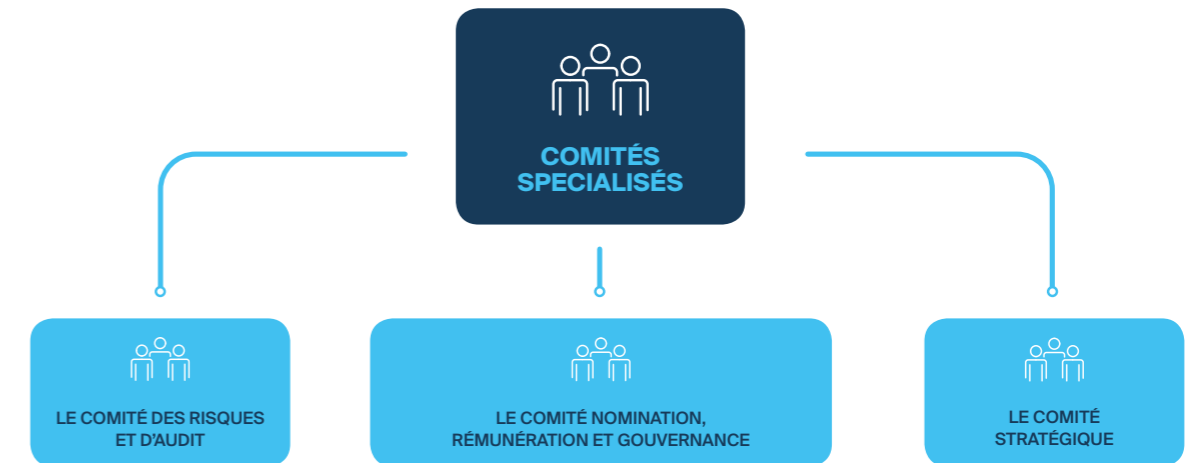 COMITÉS
SPECIALISÉS
LE COMITÉ DES RISQUES
ET D'AUDIT
LE COMITÉ NOMINATION,
RÉMUNÉRATION ET GOUVERNANCE
LE COMITÉ
STRATÉGIQUE